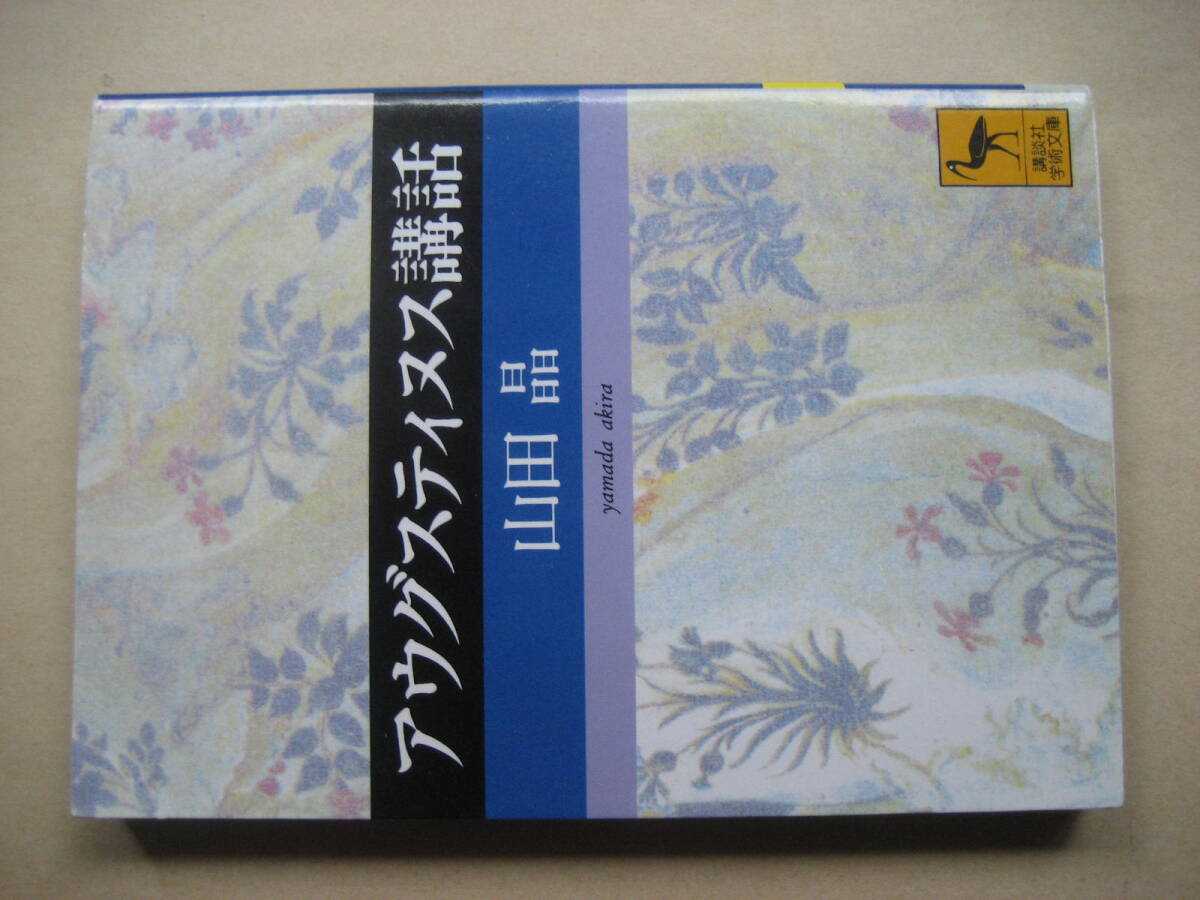 アウグスティヌス講話
山田 晶
yamada akira
講談社
学術文庫